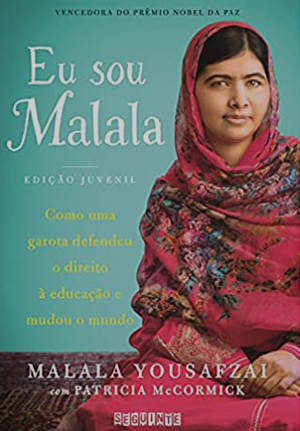 VENCEDORA DO PRÊMIO NOBEL DA PAZ
Eu sou
Malala
EDIÇÃO JUVENIL
Como uma
garota defendeu
o direito
à educação e
mudou o mundo
MALALA YOUSAFZAI
com PATRICIA McCORMICK
SEGUINTE